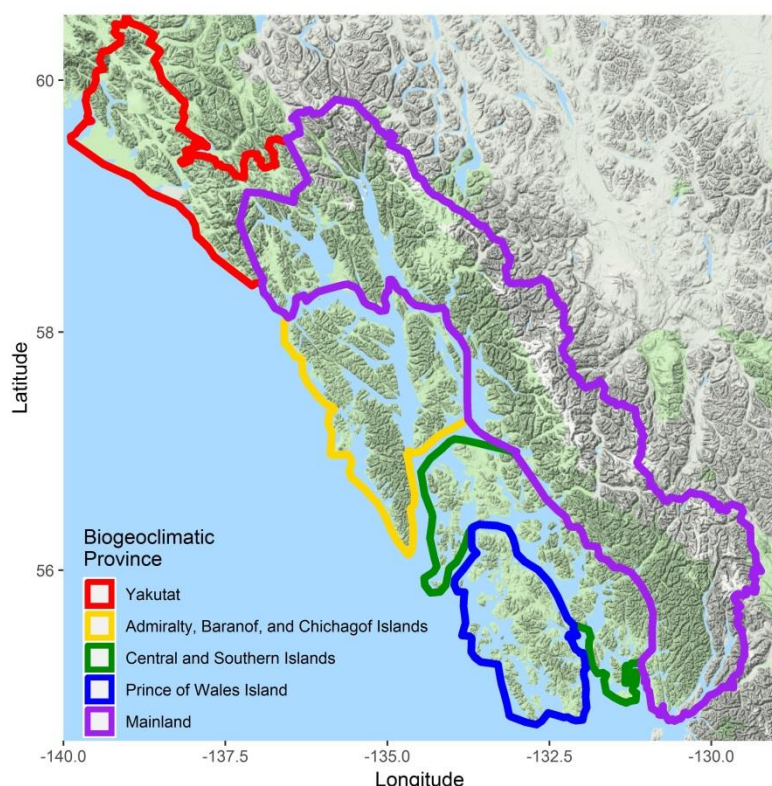 60
58
56
Latitude
Biogeoclimatic
Province
Yakutat
Admiralty, Baranof, and Chichagof Islands
Central and Southern Islands
Prince of Wales Island
Mainland
-140.0
-137.5
-135.0
-132.5
-130.0
Longitude